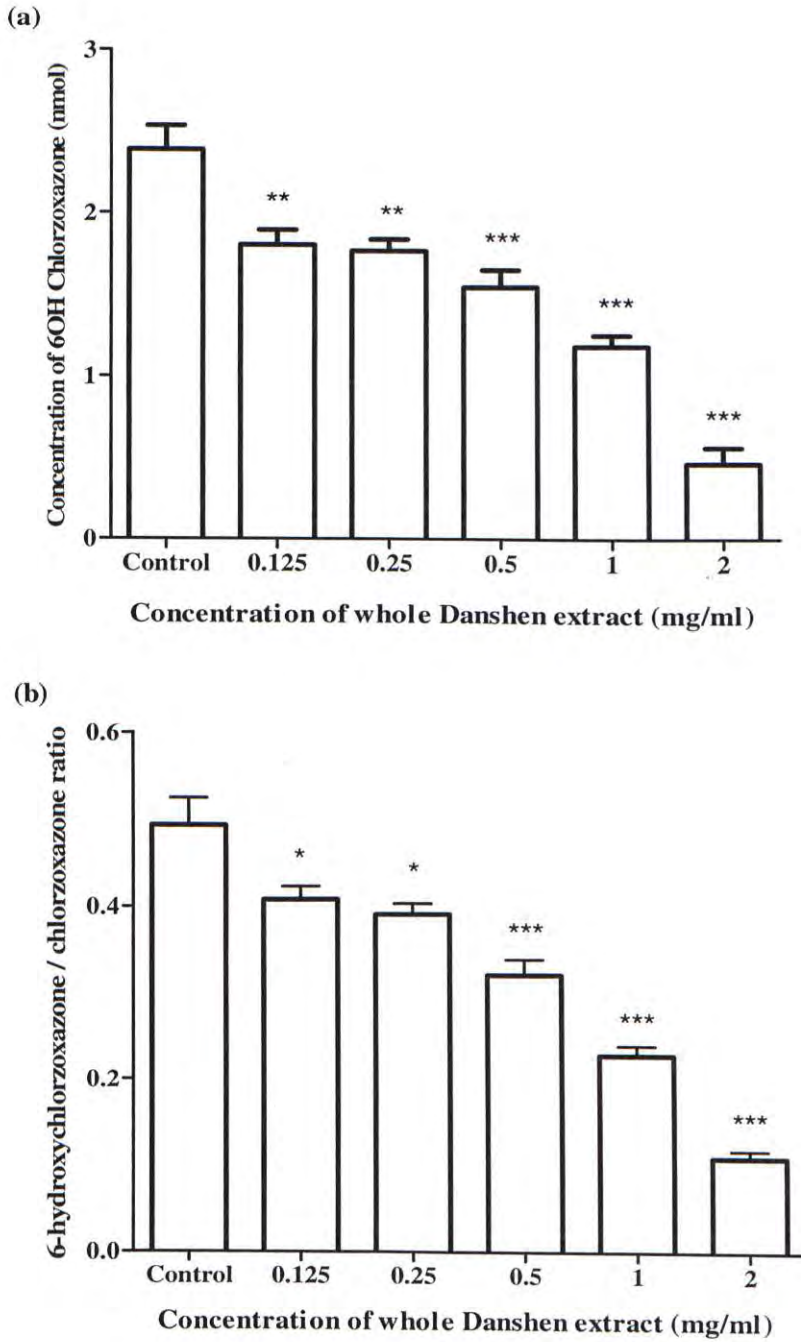 (a)
Concentration of 6OH Chlorzoxazone (nmol)
3
2
1
0
**
**
***
***
***
Control 0.125 0.25 0.5 1 2
Concentration of whole Danshen extract (mg/ml)
(b)
6-hydroxychlorzoxazone / chlorzoxazone ratio
0.6
0.4
0.2
0.0
*
*
***
***
***
Control 0.125 0.25 0.5 1 2
Concentration of whole Danshen extract (mg/ml)